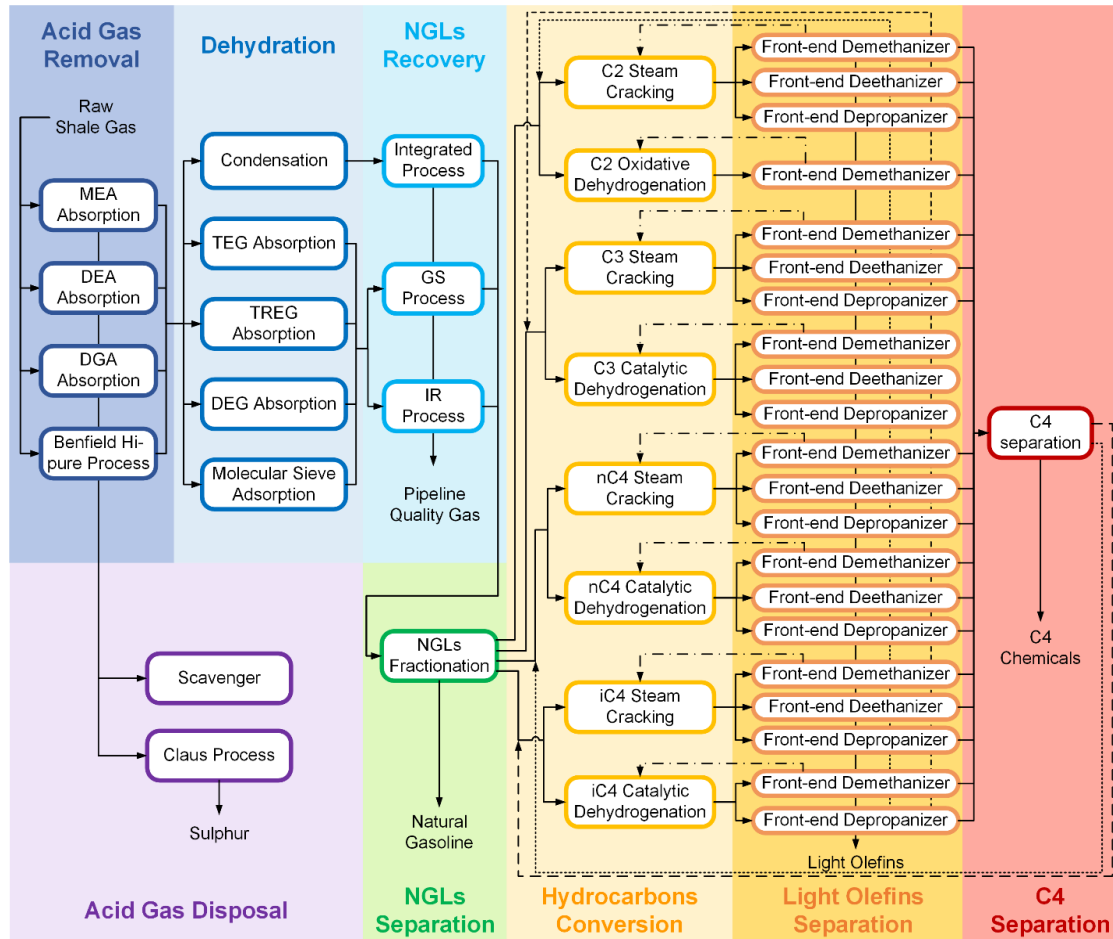 Acid Gas
Removal
Dehydration
NGLs
Recovery
Raw
Shale Gas
MEA
Absorption
DEA
Absorption
DGA
Absorption
Benfield Hi-
pure Process
Condensation
TEG Absorption
TREG
Absorption
DEG Absorption
Molecular Sieve
Adsorption
Integrated
Process
GS
Process
IR
Process
Pipeline
Quality Gas
Scavenger
Claus Process
Sulphur
Acid Gas Disposal
NGLs
Fractionation
Natural
Gasoline
NGLs
Separation
C2 Steam
Cracking
C2 Oxidative
Dehydrogenation
C3 Steam
Cracking
C3 Catalytic
Dehydrogenation
nC4 Steam
Cracking
nC4 Catalytic
Dehydrogenation
iC4 Steam
Cracking
iC4 Catalytic
Dehydrogenation
Hydrocarbons
Conversion
Front-end Demethanizer
Front-end Deethanizer
Front-end Depropanizer
Front-end Demethanizer
Front-end Demethanizer
Front-end Deethanizer
Front-end Depropanizer
Front-end Demethanizer
Front-end Deethanizer
Front-end Depropanizer
Front-end Demethanizer
Front-end Deethanizer
Front-end Depropanizer
Front-end Demethanizer
Front-end Deethanizer
Front-end Depropanizer
Front-end Demethanizer
Front-end Deethanizer
Front-end Depropanizer
Front-end Demethanizer
Front-end Depropanizer
Light Olefins
Light Olefins
Separation
C4
separation
C4
Chemicals
C4
Separation